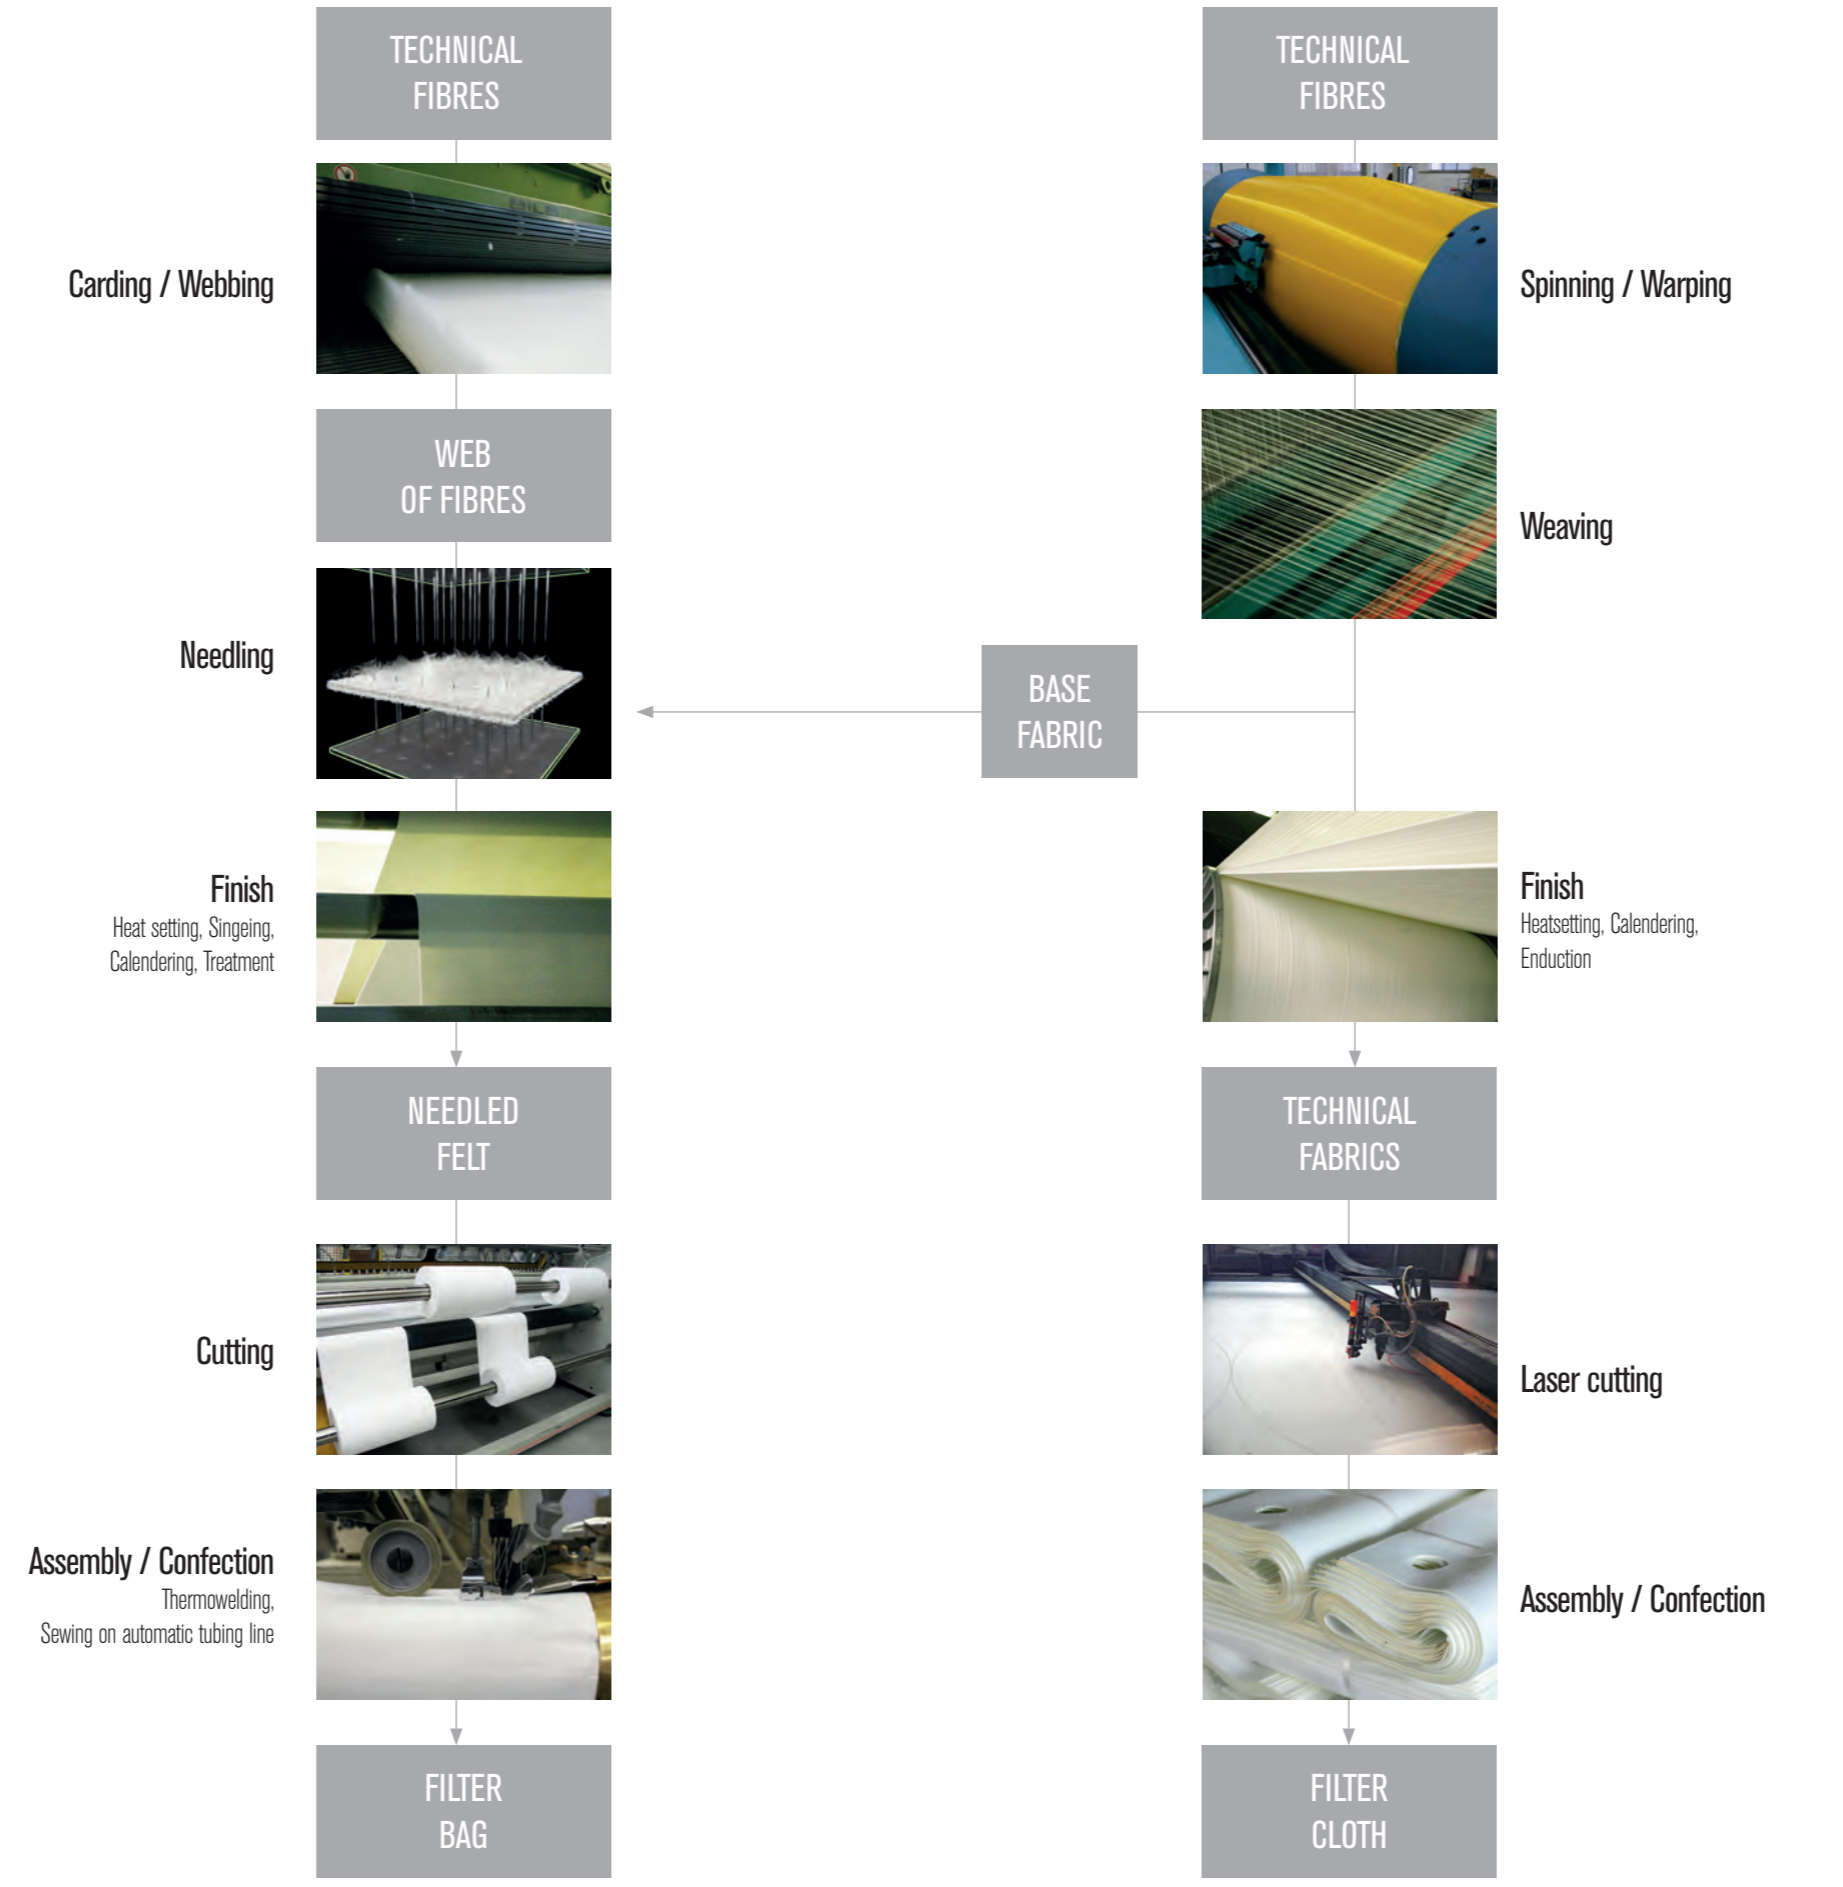 TECHNICAL
FIBRES
Carding / Webbing
WEB
OF FIBRES
Needling
Finish
Heat setting, Singeing,
Calendering, Treatment
NEEDLED
FELT
Cutting
Assembly / Confection
Thermowelding,
Sewing on automatic tubing line
FILTER
BAG
BASE
FABRIC
TECHNICAL
FIBRES
Spinning / Warping
Weaving
Finish
Heatsetting, Calendering,
Enduction
TECHNICAL
FABRICS
Laser cutting
Assembly / Confection
FILTER
CLOTH